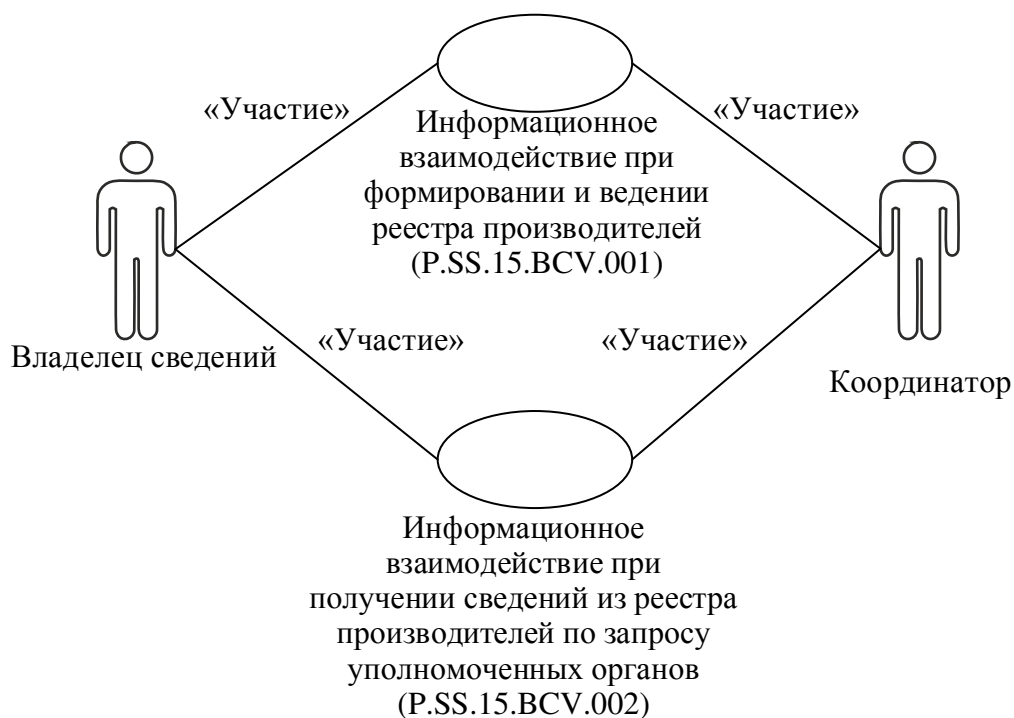 «Участие»
«Участие»
Информационное
взаимодействие при
формировании и ведении
реестра производителей
(P.SS.15.BCV.001)
«Участие»
«Участие»
Владелец сведений
Координатор
Информационное
взаимодействие при
получении сведений из реестра
производителей по запросу
уполномоченных органов
(P.SS.15.BCV.002)